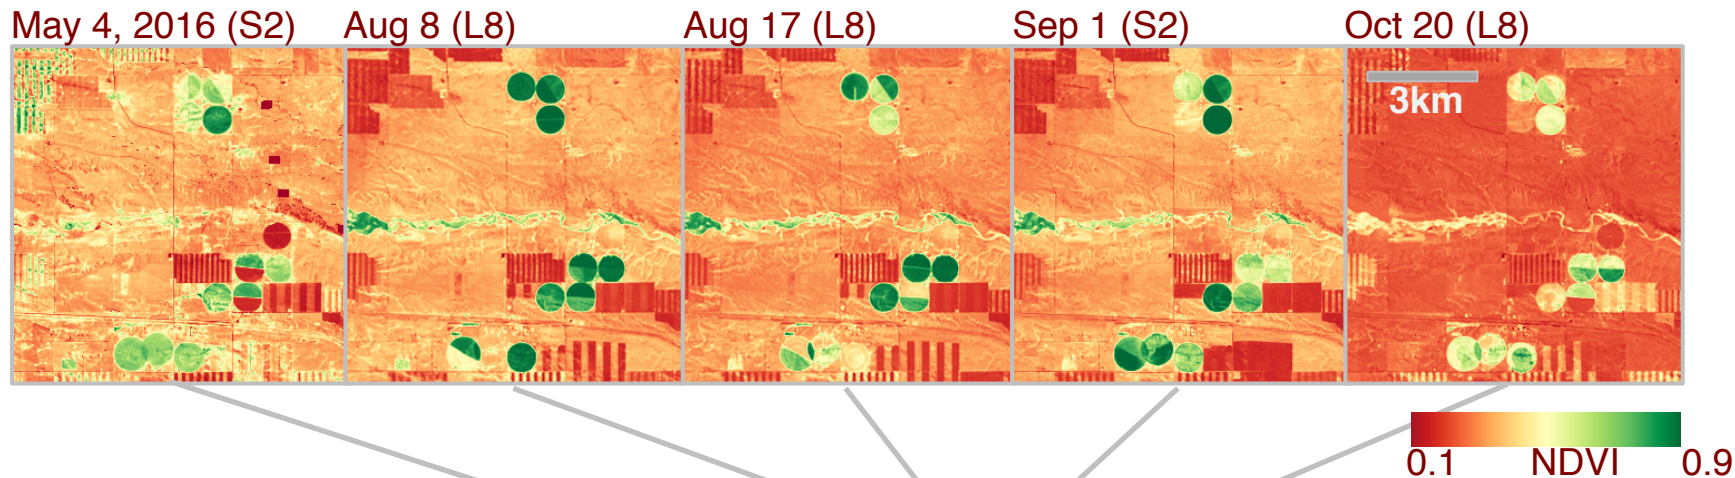 May 4, 2016 (S2) Aug 8 (L8) Aug 17 (L8) Sep 1 (S2) Oct 20 (L8)
3km
0.1 NDVI 0.9